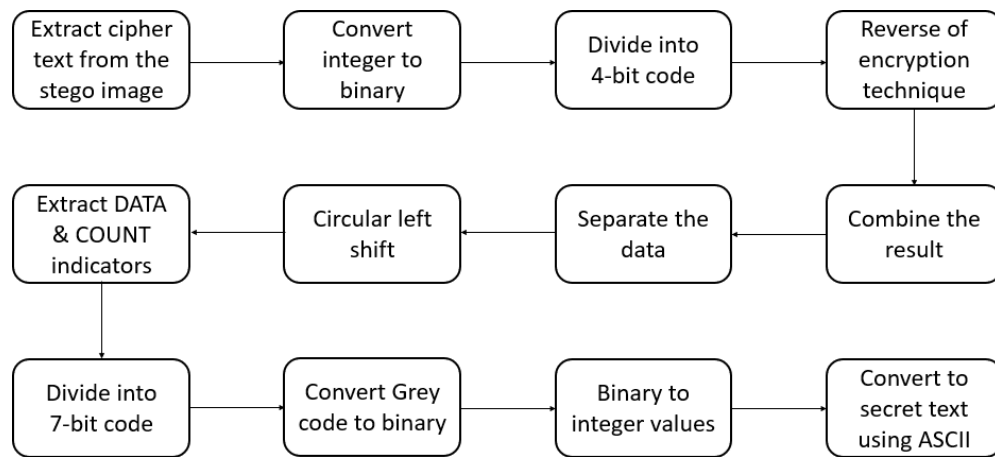 Extract cipher
text from the
stego image
Convert
integer to
binary
Divide into
4-bit code
Reverse of
encryption
technique
Combine the
result
Separate the
data
Circular left
shift
Extract DATA
& COUNT
indicators
Divide into
7-bit code
Convert Grey
code to binary
Binary to
integer values
Convert to
secret text
using ASCII